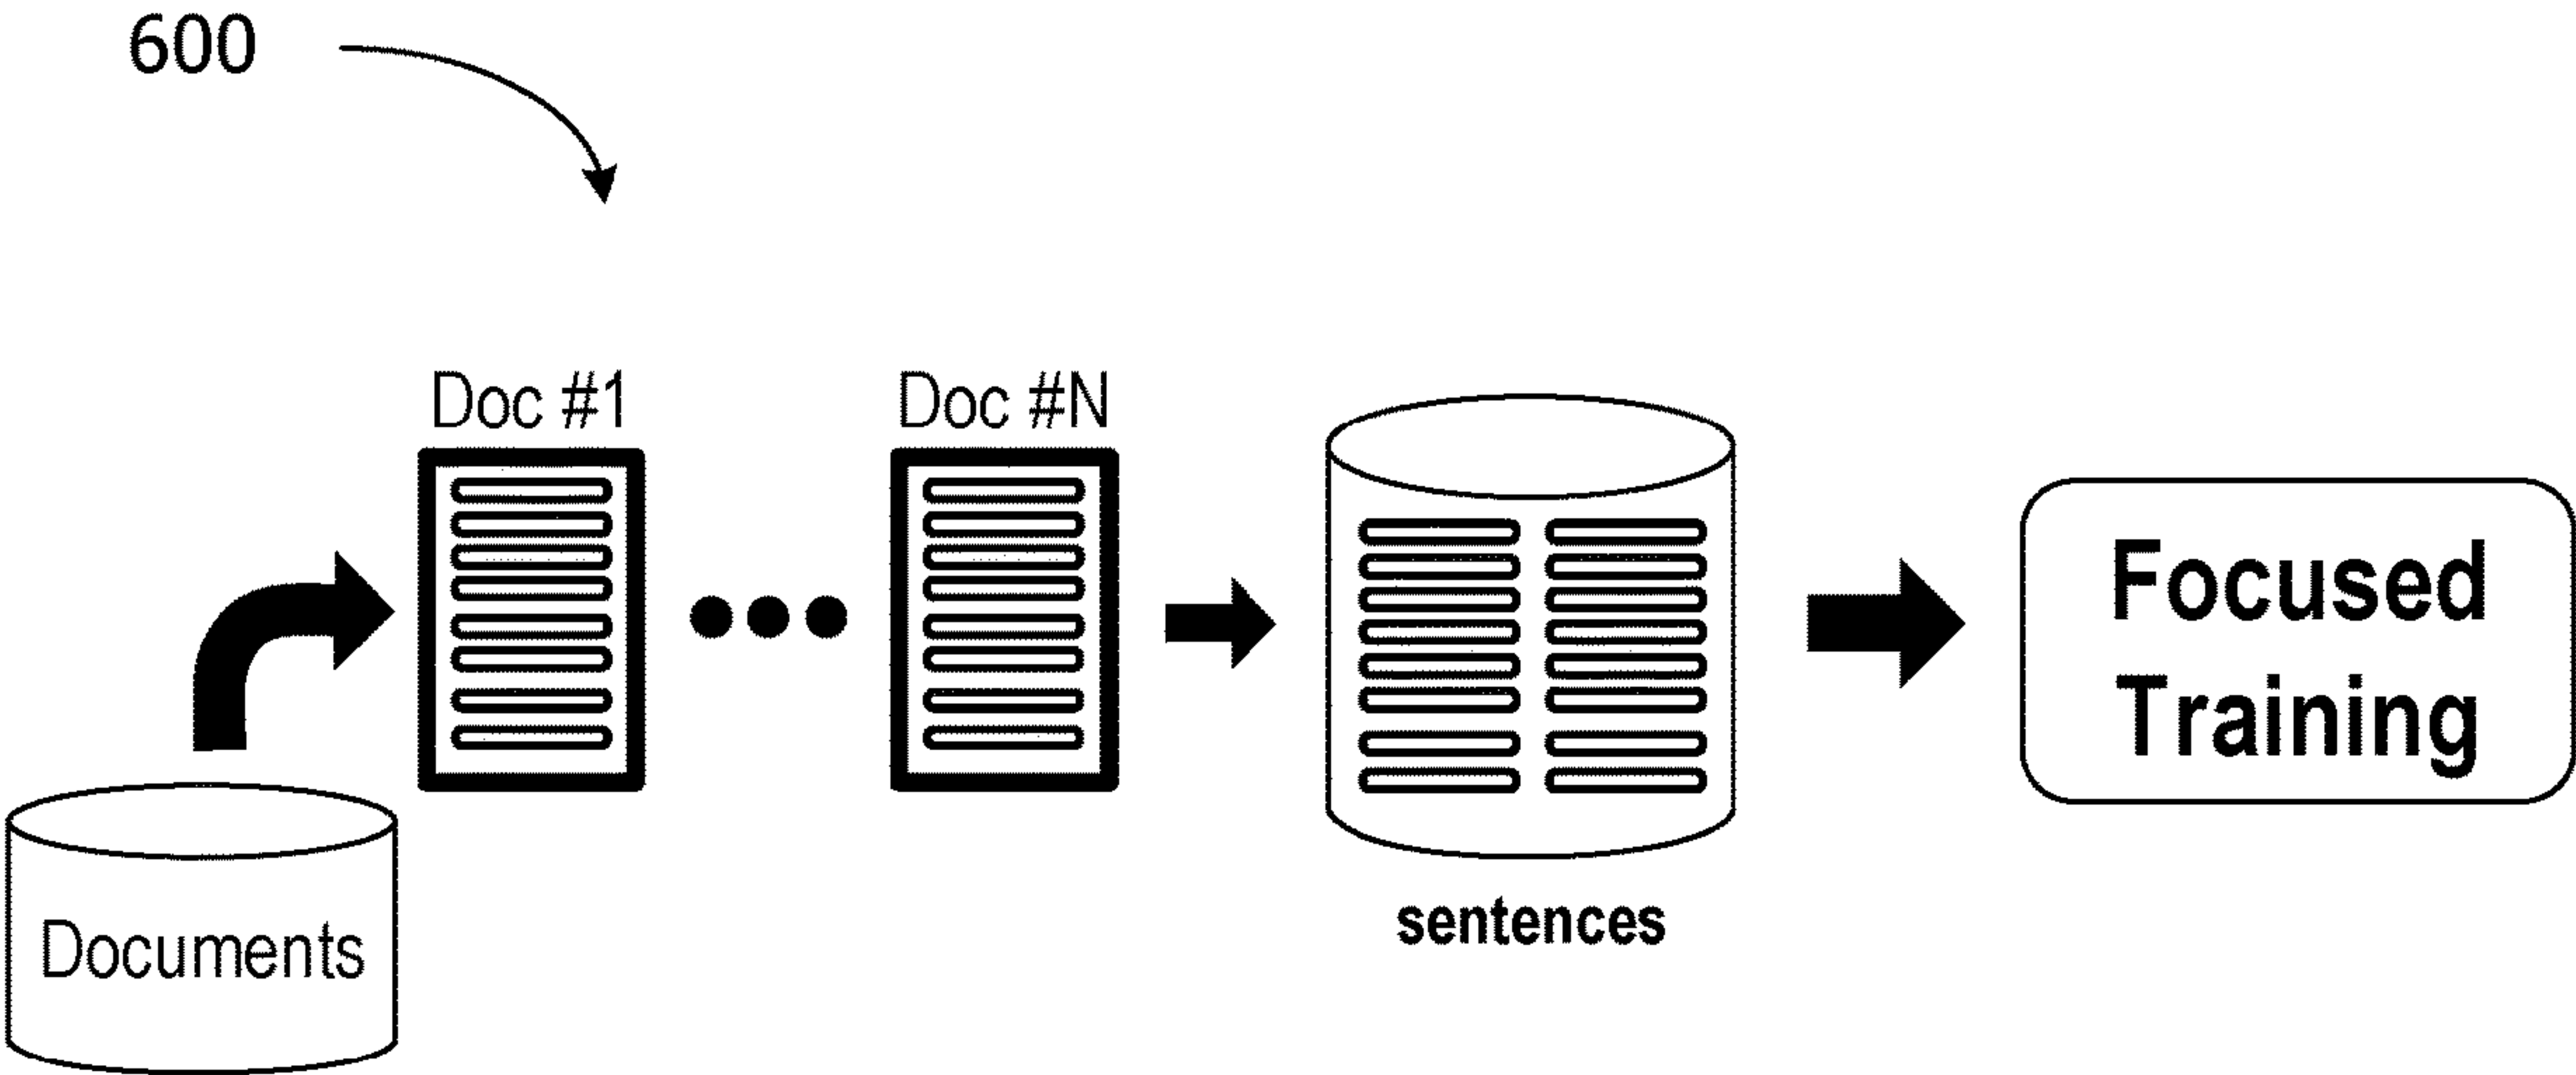 600
Doc #1
Doc #N
Documents
sentences
Focused
Training